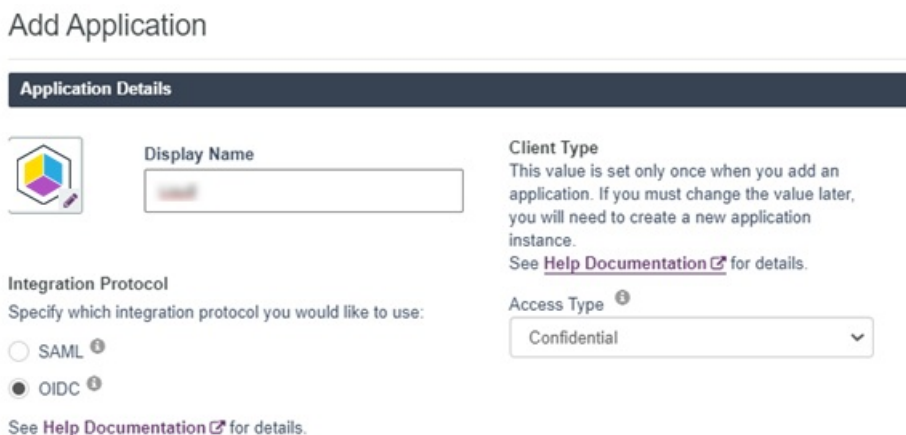 Add Application
Application Details
Display Name
Integration Protocol
Specify which integration protocol you would like to use:
SAML
OIDC
See Help Documentation for details.
Client Type
This value is set only once when you add an
application. If you must change the value later,
you will need to create a new application
instance.
See Help Documentation for details.
Access Type
Confidential